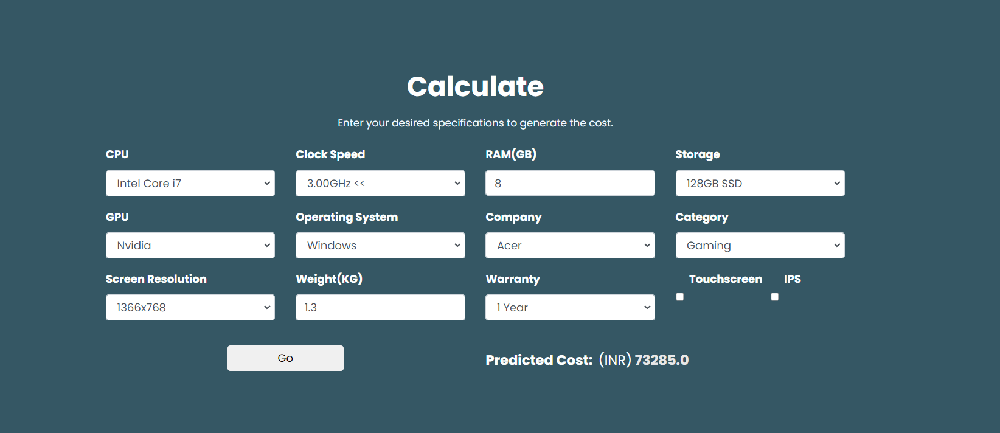 Calculate
Enter your desired specifications to generate the cost.
CPU Clock Speed RAM(GB) Storage
Intel Core i7 3.00GHz << 8 128GB SSD
GPU Operating System Company Category
Nvidia Windows Acer Gaming
Screen Resolution Weight(KG) Warranty Touchscreen IPS
1366x768 1.3 1 Year
Go Predicted Cost: (INR) 73285.0